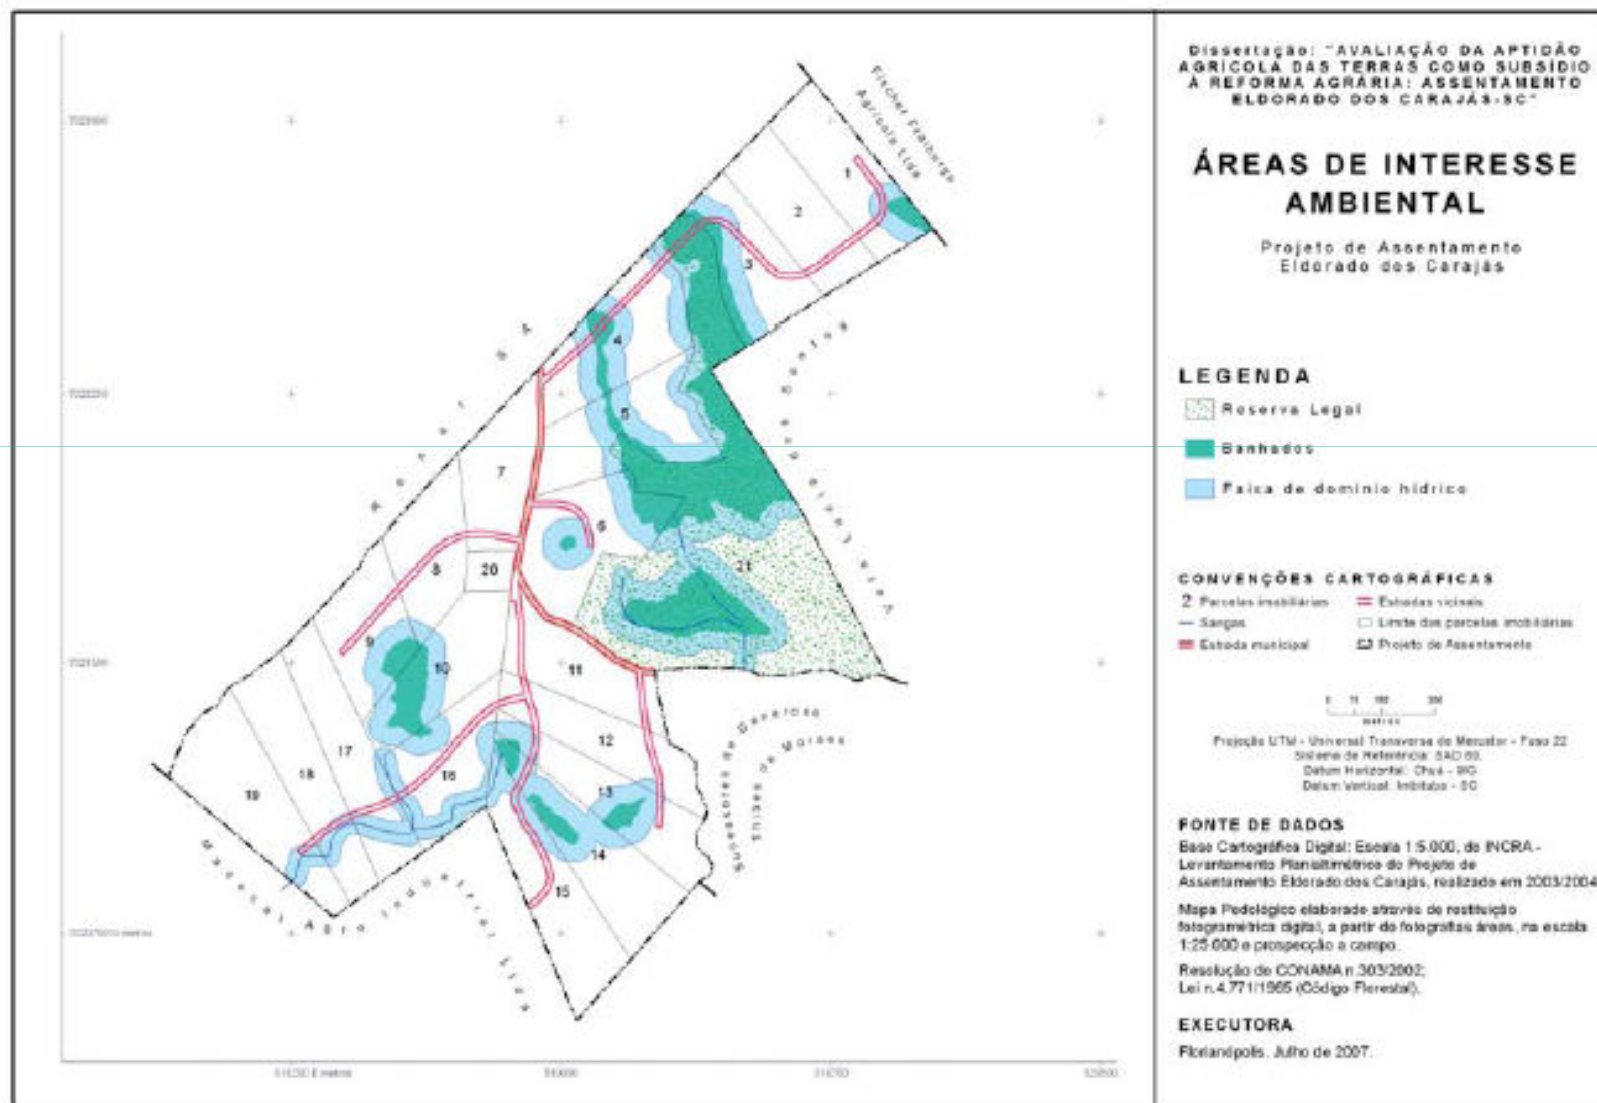 Dissertação: "AVALIAÇÃO DA APTIDÃO
AGRÍCOLA DAS TERRAS COMO SUBSÍDIO
À REFORMA AGRÁRIA: ASSENTAMENTO
ELDORADO DOS CARAJÁS-SC"
ÁREAS DE INTERESSE
AMBIENTAL
Projeto de Assentamento
Eldorado dos Carajás
LEGENDA
Reserva Legal
Banhados
Faixa de domínio hídrico
CONVENÇÕES CARTOGRÁFICAS
2 Parcelas imobiliárias
Estradas vicinais
Sangas
Limite das parcelas imobiliárias
Estrada municipal
Projeto de Assentamento
metros
Projeção UTM - Universal Transversa de Mercator - Fuso 22
Sistema de Referência: SAD 69.
Datum Horizontal: Chuá - MG
Datum Vertical: Imbituba - SC
FONTE DE DADOS
Base Cartográfica Digital: Escala 1:5.000, do INCRA -
Levantamento Planialtimétrico do Projeto de
Assentamento Eldorado dos Carajás, realizado em 2003/2004
Mapa Pedológico elaborado através de restituição
fotogramétrica digital, a partir de fotografias áreas, na escala
1:25.000 e prospecção a campo.
Resolução do CONAMA n.303/2002;
Lei n.4.771/1965 (Código Florestal).
EXECUTORA
Florianópolis, Julho de 2007.
Fischer Fraiburgo
Agrícola Ltda
Renar SA
Sucessores de Generoso
Tibes de Moraes
1
2
3
4
5
6
7
8
9
10
11
12
13
14
15
16
17
18
19
20
21